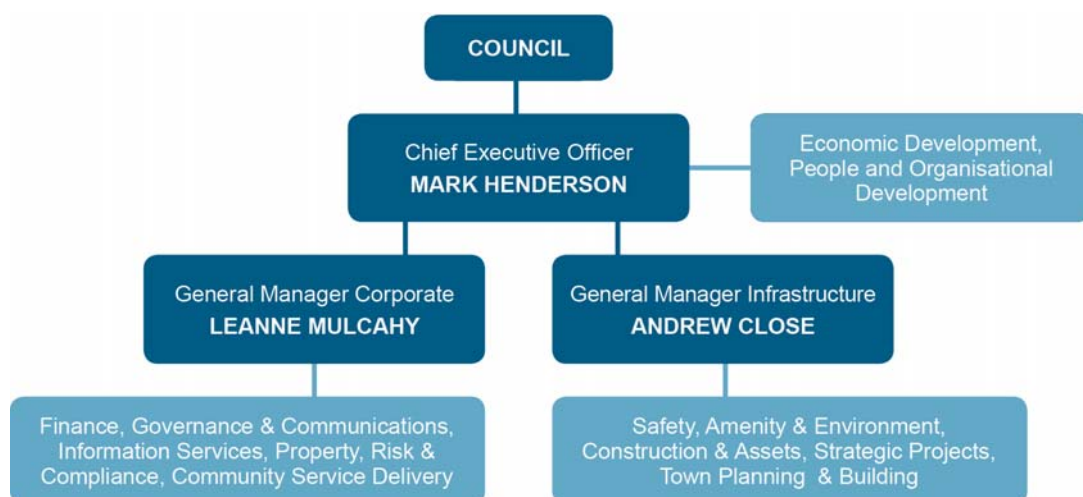 COUNCIL
Chief Executive Officer
MARK HENDERSON
Economic Development,
People and Organisational
Development
General Manager Corporate
LEANNE MULCAHY
General Manager Infrastructure
ANDREW CLOSE
Finance, Governance & Communications,
Information Services, Property, Risk &
Compliance, Community Service Delivery
Safety, Amenity & Environment,
Construction & Assets, Strategic Projects,
Town Planning & Building